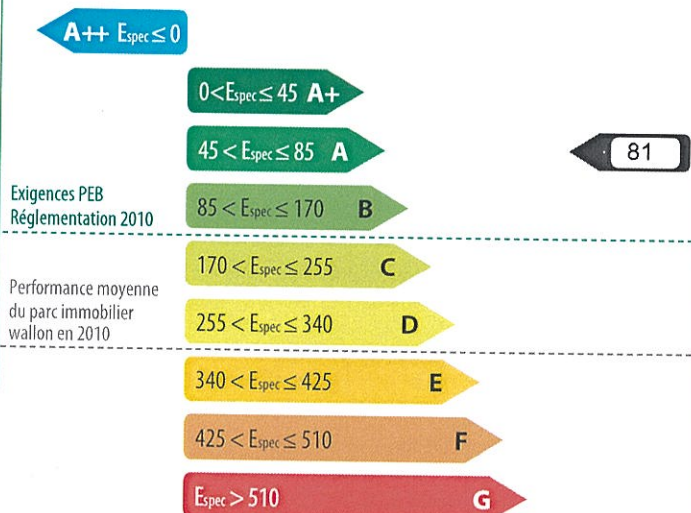 A++ Espec ≤ 0
0 < Espec ≤ 45 A+
45 < Espec ≤ 85 A
81
85 < Espec ≤ 170 B
Exigences PEB
Réglementation 2010
170 < Espec ≤ 255 C
Performance moyenne
du parc immobilier
wallon en 2010
255 < Espec ≤ 340 D
340 < Espec ≤ 425 E
425 < Espec ≤ 510 F
Espec > 510 G